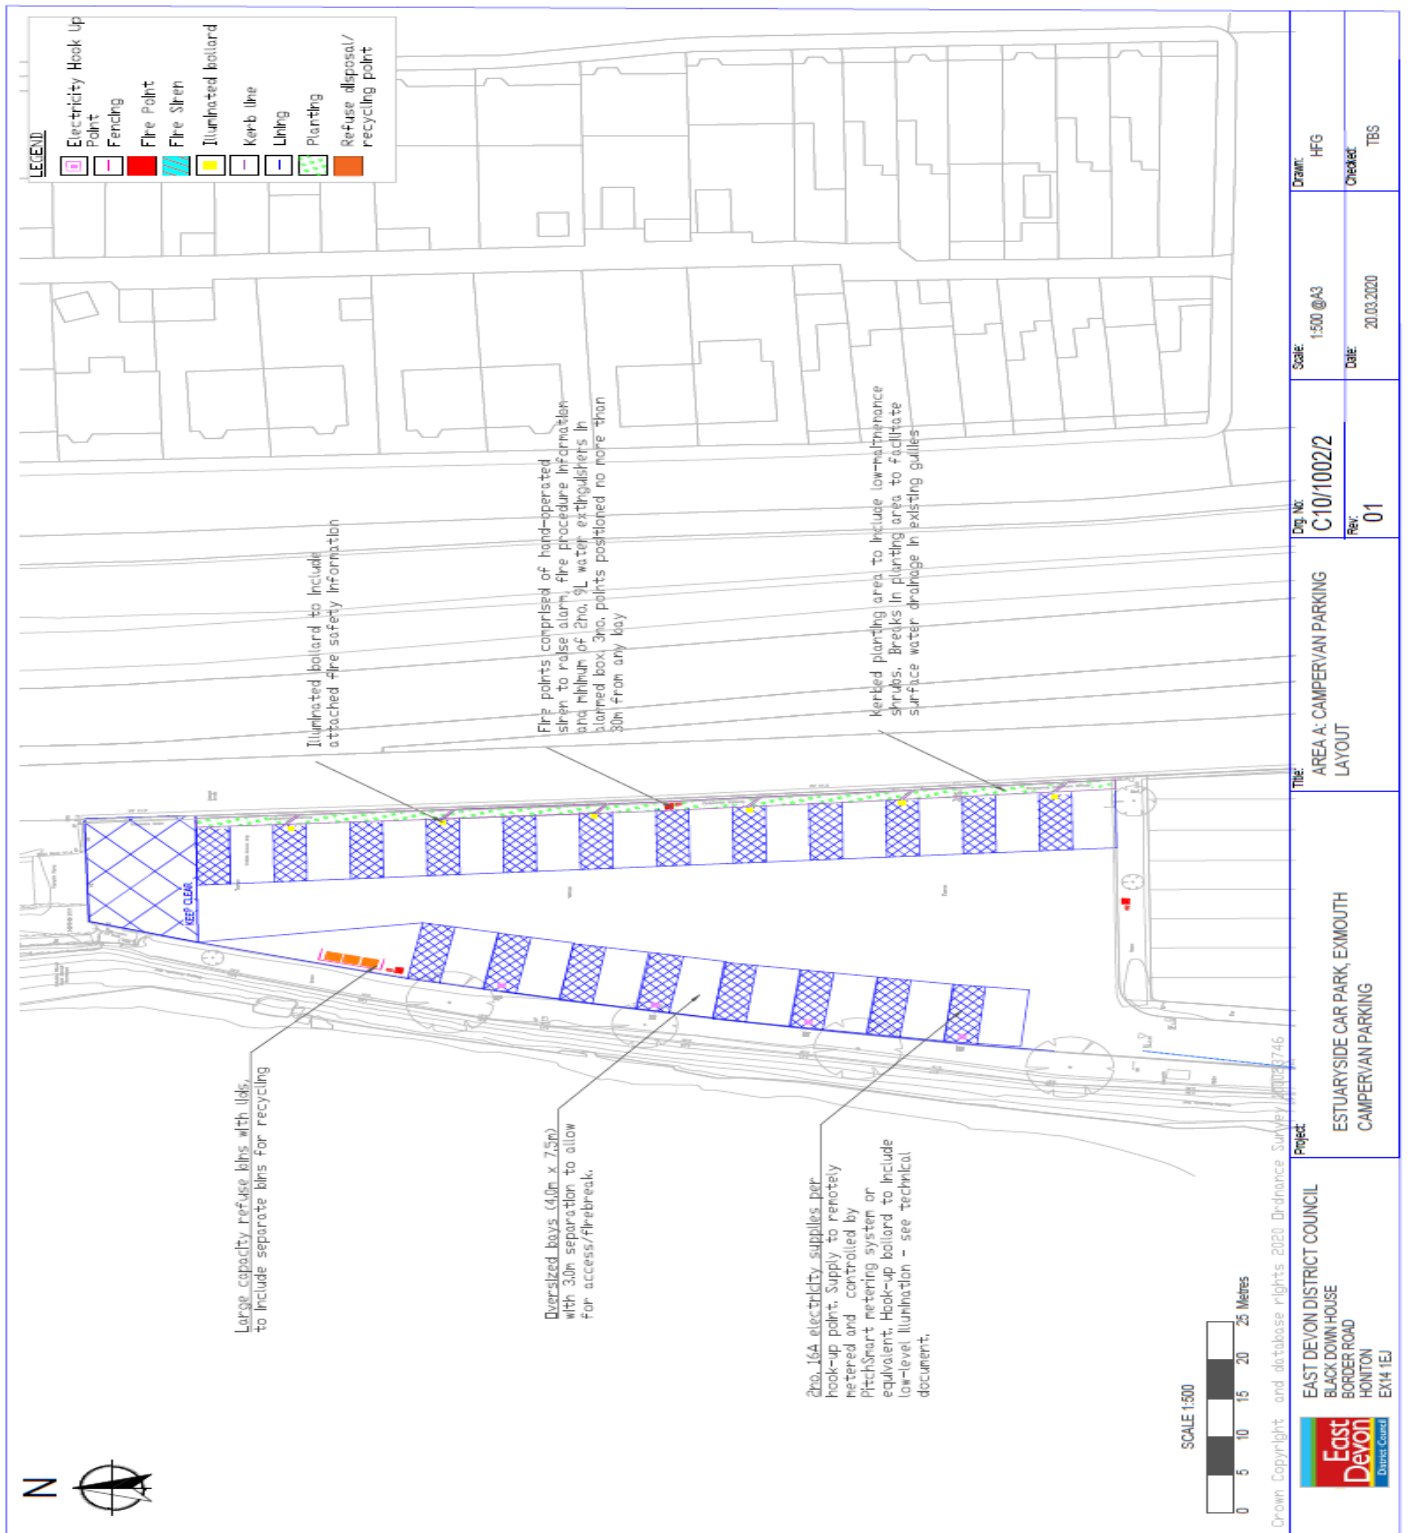 LEGEND
Electricity Hook Up
Point
Fencing
Fire Point
Fire Siren
Illuminated bollard
Kerb line
Lining
Planting
Refuse disposal/
recycling point
Illuminated bollard to include
attached fire safety information
Fire points comprised of hand-operated
siren to raise alarm, fire procedure information
and minimum of 2no. 9L water extinguishers in
alarmed box. 3no. points positioned no more than
30m from any bay
Kerbed planting area to include low-maitnenance
shrubs. Breaks in planting area to facilitate
surface water drainage in existing gullies
KEEP CLEAR
Large capacity refuse bins with lids,
to include separate bins for recycling
Oversized bays (4.0m x 7.5m)
with 3.0m separation to allow
for access/firebreak.
2no. 16A electricity supplies per
hook-up point. Supply to remotely
metered and controlled by
PitchSmart metering system or
equivalent. Hook-up bollard to include
low-level illumination - see technical
document.
N
SCALE 1:500
0 5 10 15 20 25 Metres
Crown Copyright and database rights 2020 Ordnance Survey
East
Devon
District Council
EAST DEVON DISTRICT COUNCIL
BLACK DOWN HOUSE
BORDER ROAD
HONITON
EX14 1EJ
Project:
ESTUARYSIDE CAR PARK, EXMOUTH
CAMPERVAN PARKING
Title:
AREA A: CAMPERVAN PARKING
LAYOUT
Drg. No:
C10/1002/2
Rev:
01
Scale:
1:500 @A3
Date:
20.03.2020
Drawn:
HFG
Checked:
TBS